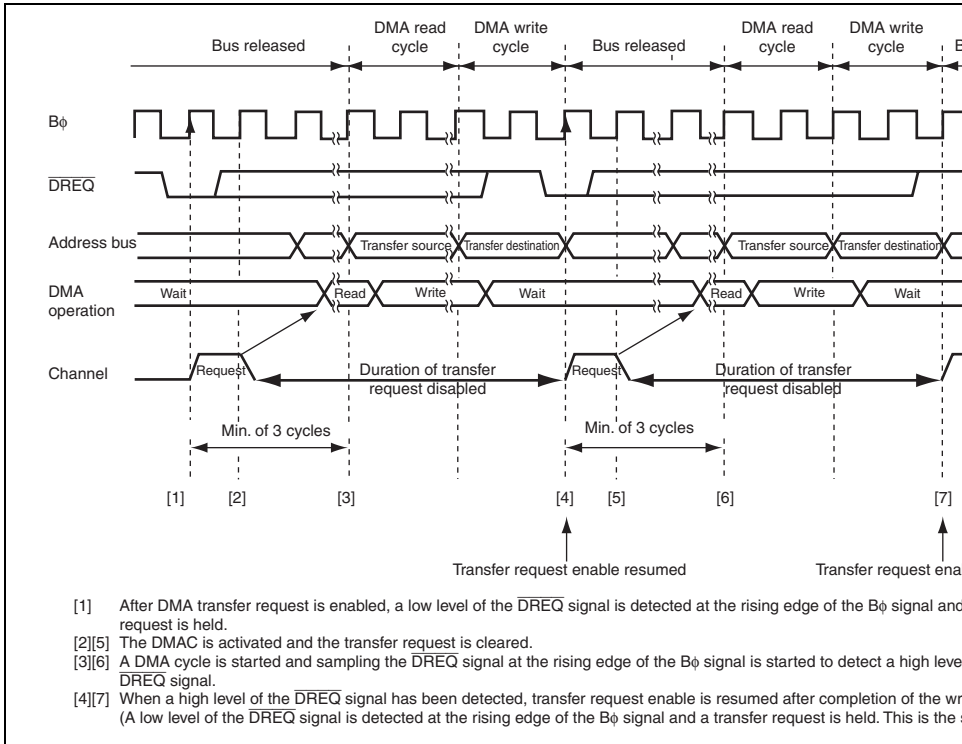 Bus released
DMA read cycle
DMA write cycle
Bus released
DMA read cycle
DMA write cycle
B
Bφ
DREQ
Address bus
Transfer source
Transfer destination
Transfer source
Transfer destination
DMA operation
Wait
Read
Write
Wait
Read
Write
Wait
Channel
Request
Duration of transfer request disabled
Request
Duration of transfer request disabled
Min. of 3 cycles
Min. of 3 cycles
[1]
[2]
[3]
[4]
[5]
[6]
[7]
Transfer request enable resumed
Transfer request ena
[1] After DMA transfer request is enabled, a low level of the DREQ signal is detected at the rising edge of the Bφ signal and
request is held.
[2][5] The DMAC is activated and the transfer request is cleared.
[3][6] A DMA cycle is started and sampling the DREQ signal at the rising edge of the Bφ signal is started to detect a high leve
DREQ signal.
[4][7] When a high level of the DREQ signal has been detected, transfer request enable is resumed after completion of the wr
(A low level of the DREQ signal is detected at the rising edge of the Bφ signal and a transfer request is held. This is the s